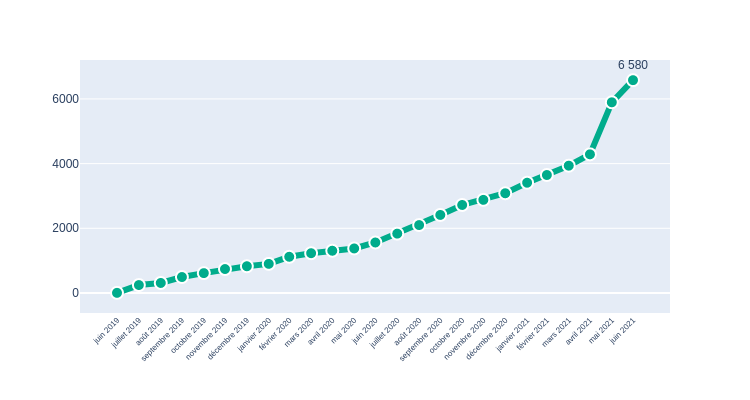 6 580
6000
4000
2000
0
juin 2019
juillet 2019
août 2019
septembre 2019
octobre 2019
novembre 2019
décembre 2019
janvier 2020
février 2020
mars 2020
avril 2020
mai 2020
juin 2020
juillet 2020
août 2020
septembre 2020
octobre 2020
novembre 2020
décembre 2020
janvier 2021
février 2021
mars 2021
avril 2021
mai 2021
juin 2021